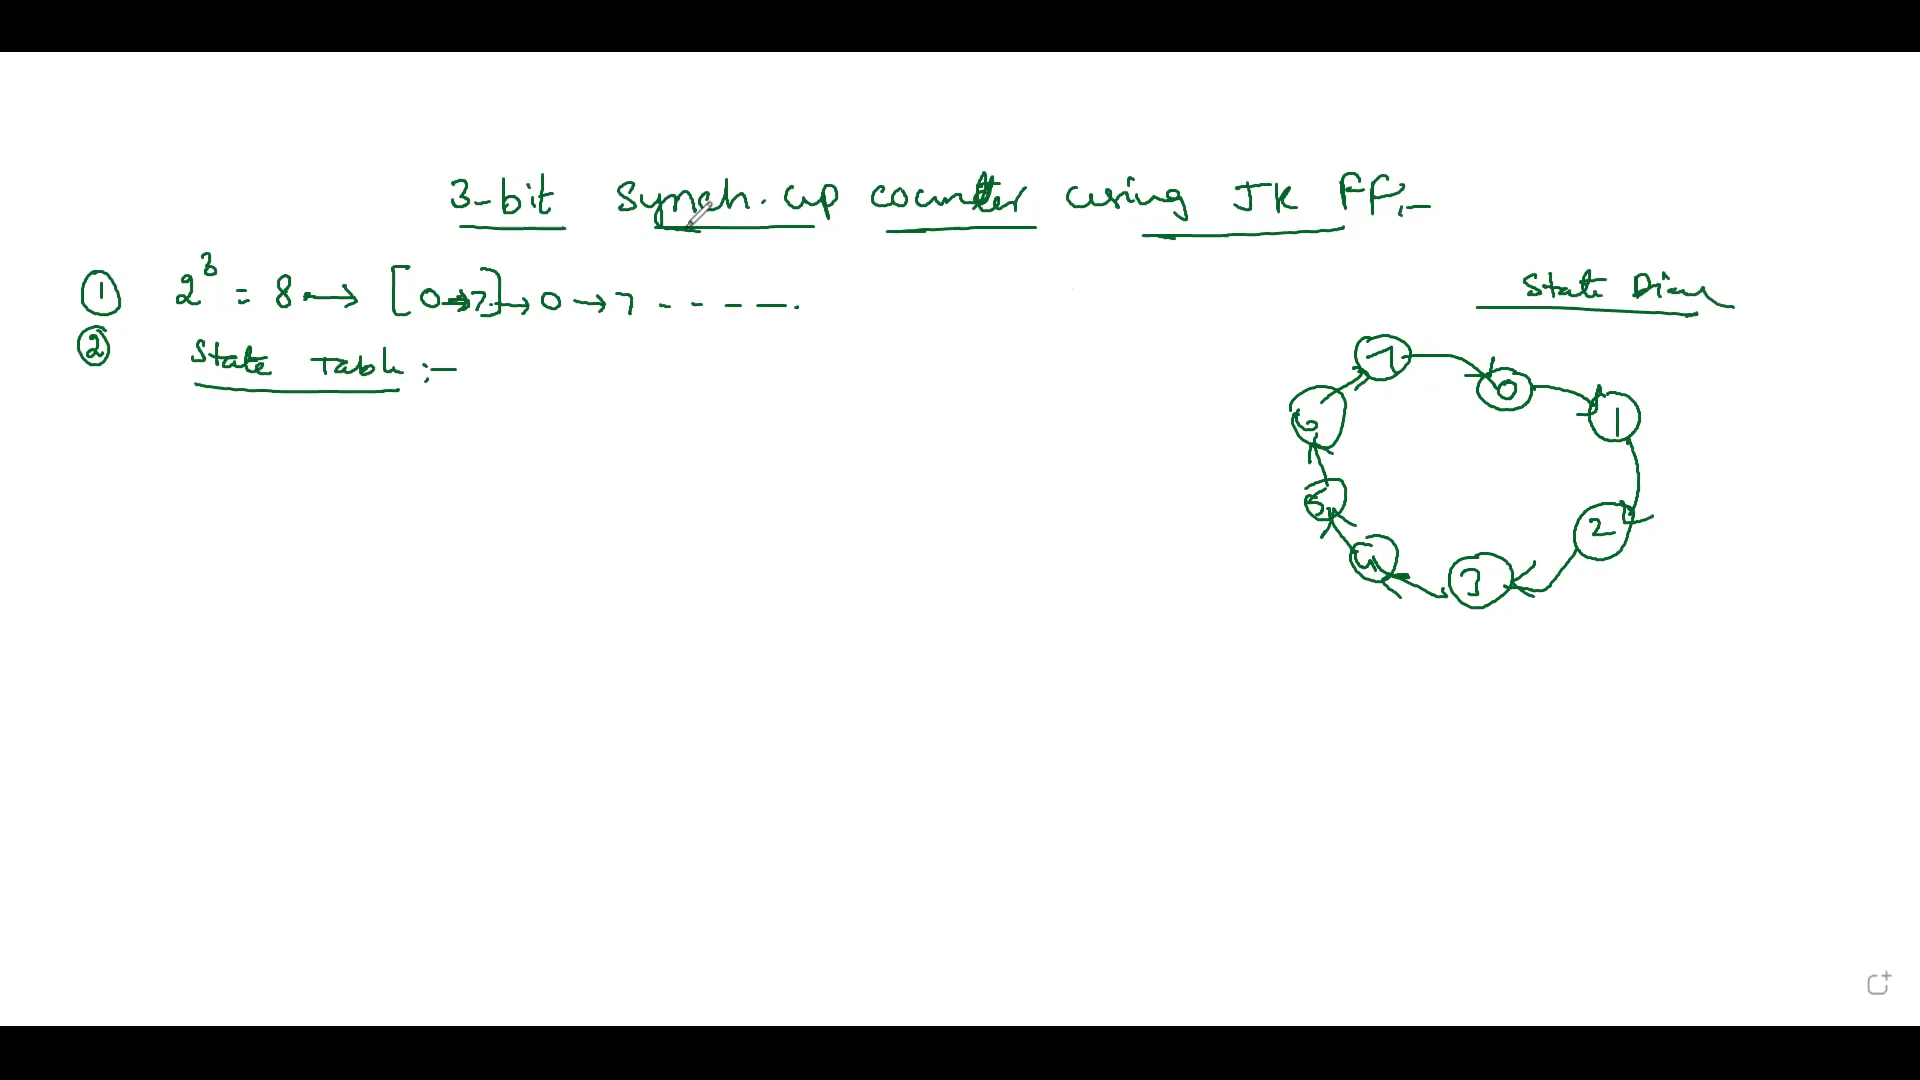 3-bit Synch. up counter using JK FF:-
① 2³ = 8 → [0→7]→0→7 - - - -.
② State Table :-
State Diam
7
0
1
6
5
2
4
3